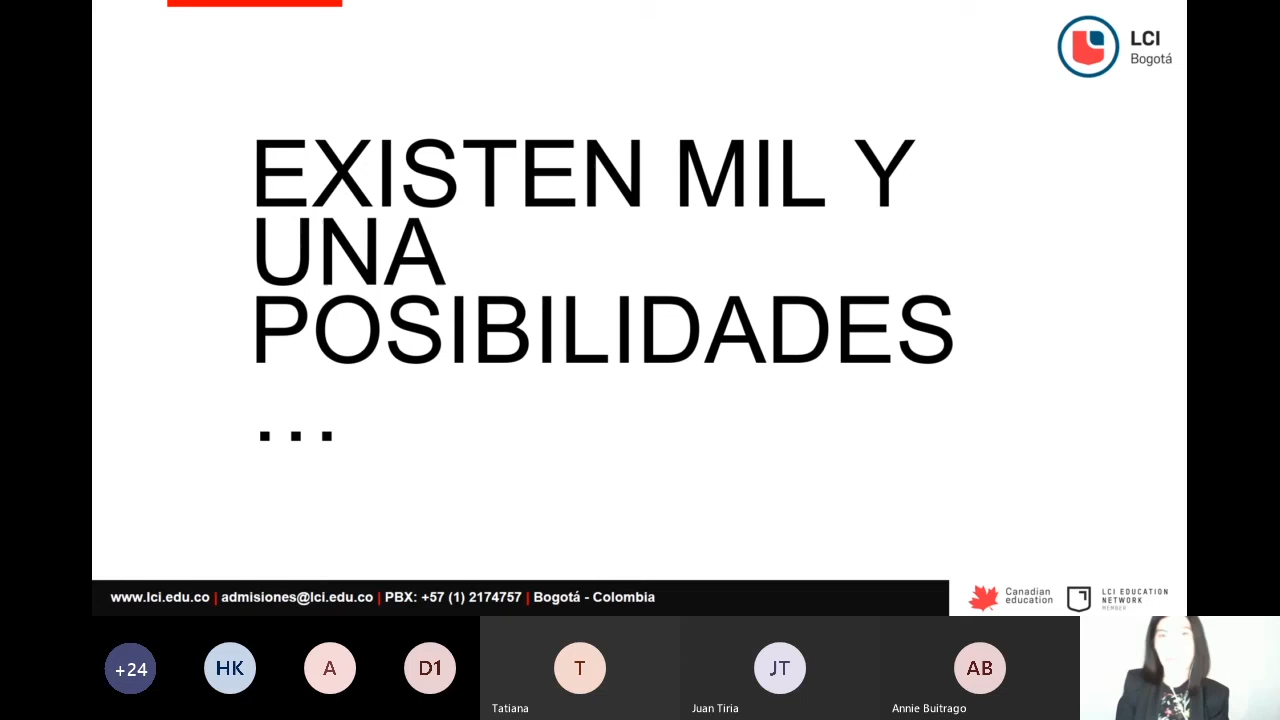 LCI
Bogotá
EXISTEN MIL Y
UNA
POSIBILIDADES
...
www.lci.edu.co | admisiones@lci.edu.co | PBX: +57 (1) 2174757 | Bogotá - Colombia
Canadian
education
LCI EDUCATION
NETWORK
MEMBER
+24
HK
A
D1
T
JT
AB
Tatiana
Juan Tiria
Annie Buitrago